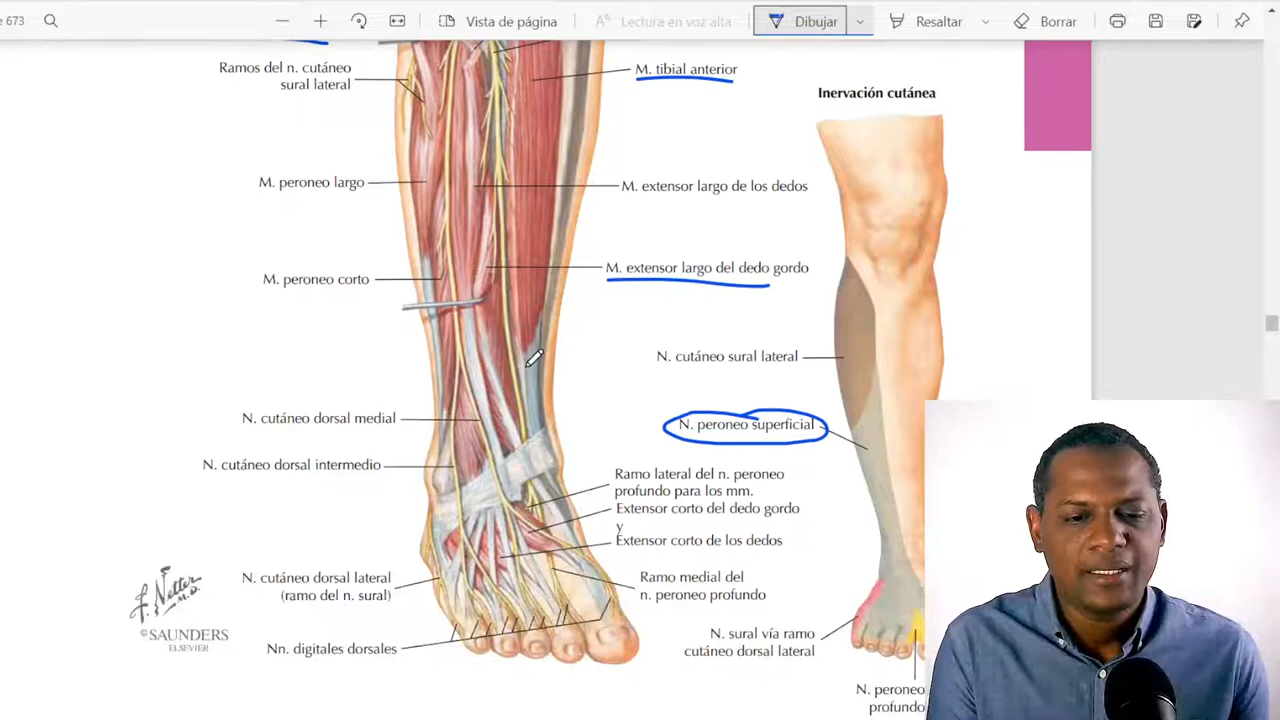 e 673
Vista de página
Lectura en voz alta
Dibujar
Resaltar
Borrar
Ramos del n. cutáneo
sural lateral
M. tibial anterior
Inervación cutánea
M. peroneo largo
M. extensor largo de los dedos
M. peroneo corto
M. extensor largo del dedo gordo
N. cutáneo sural lateral
N. cutáneo dorsal medial
N. peroneo superficial
N. cutáneo dorsal intermedio
Ramo lateral del n. peroneo
profundo para los mm.
Extensor corto del dedo gordo
y
Extensor corto de los dedos
N. cutáneo dorsal lateral
(ramo del n. sural)
Ramo medial del
n. peroneo profundo
F. Netter
M.D.
©SAUNDERS
ELSEVIER
Nn. digitales dorsales
N. sural vía ramo
cutáneo dorsal lateral
N. peroneo
profundo